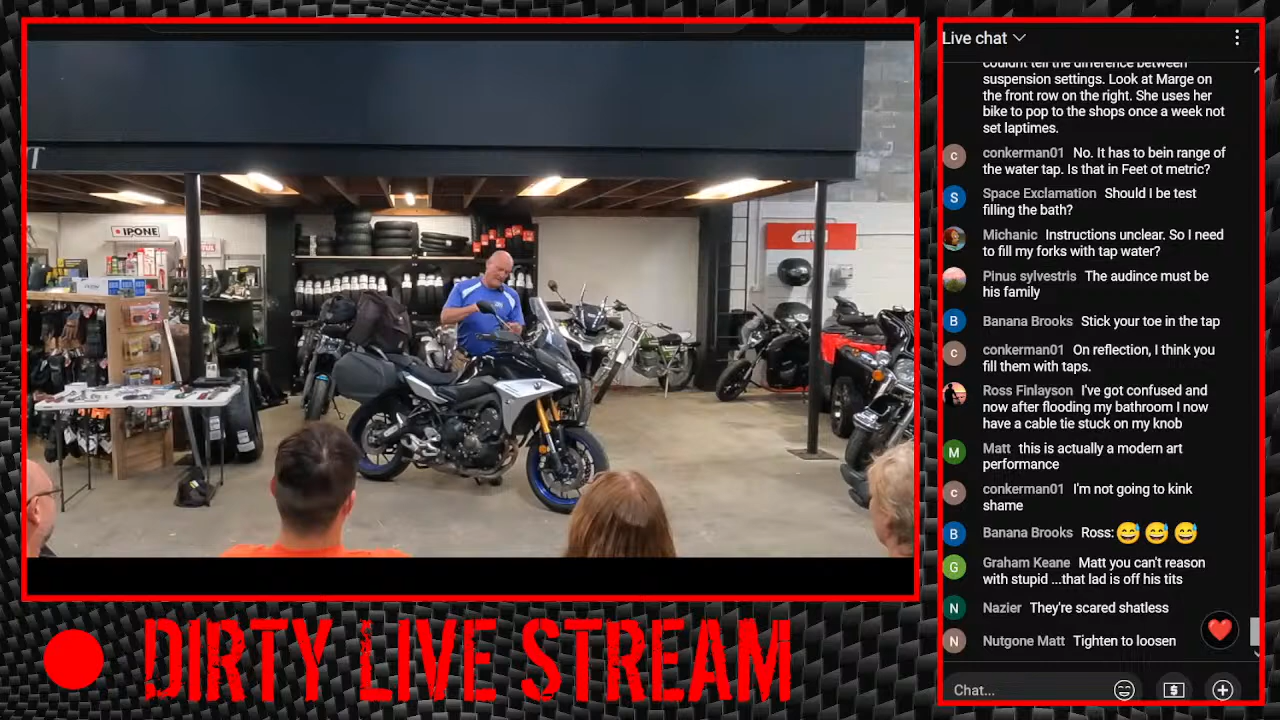 T
IPONE
GIVI
DIRTY LIVE STREAM
Live chat
couldnt tell the difference between
suspension settings. Look at Marge on
the front row on the right. She uses her
bike to pop to the shops once a week not
set laptimes.
conkerman01 No. It has to bein range of
the water tap. Is that in Feet ot metric?
Space Exclamation Should I be test
filling the bath?
Michanic Instructions unclear. So I need
to fill my forks with tap water?
Pinus sylvestris The audince must be
his family
Banana Brooks Stick your toe in the tap
conkerman01 On reflection, I think you
fill them with taps.
Ross Finlayson I've got confused and
now after flooding my bathroom I now
have a cable tie stuck on my knob
Matt this is actually a modern art
performance
conkerman01 I'm not going to kink
shame
Banana Brooks Ross: 😅 😅 😅
Graham Keane Matt you can't reason
with stupid ...that lad is off his tits
Nazier They're scared shatless
Nutgone Matt Tighten to loosen
Chat...